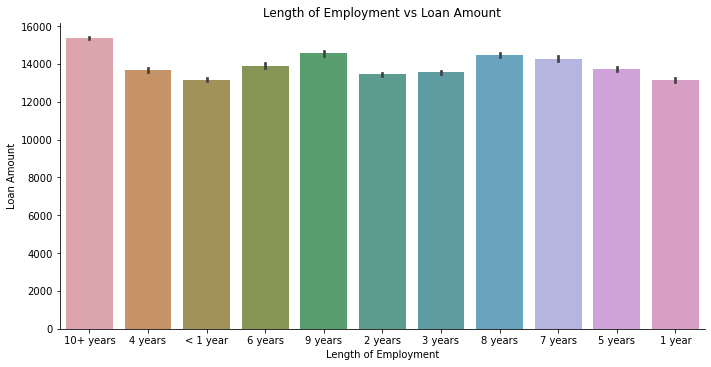 Length of Employment vs Loan Amount
16000
14000
12000
10000
8000
6000
4000
2000
0
Loan Amount
10+ years 4 years < 1 year 6 years 9 years 2 years 3 years 8 years 7 years 5 years 1 year
Length of Employment